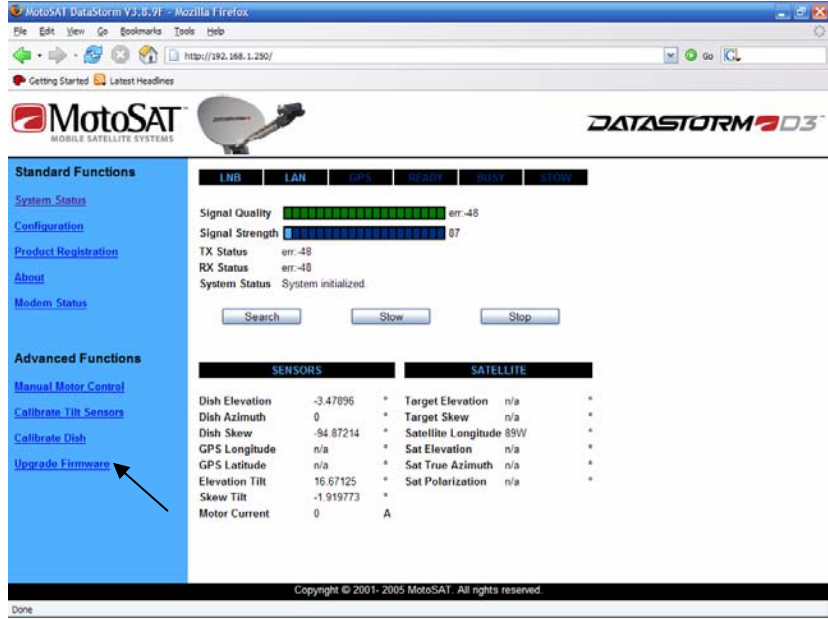 MotoSAT DataStorm V3.8.9F - Mozilla Firefox
File Edit View Go Bookmarks Tools Help
http://192.168.1.250/
Go
Getting Started Latest Headlines
MotoSAT™
MOBILE SATELLITE SYSTEMS
DATASTORM D3™
Standard Functions
System Status
Configuration
Product Registration
About
Modem Status
Advanced Functions
Manual Motor Control
Calibrate Tilt Sensors
Calibrate Dish
Upgrade Firmware
LNB LAN GPS READY BUSY STOW
Signal Quality err:-48
Signal Strength 87
TX Status err:-48
RX Status err:-48
System Status System initialized.
Search Stow Stop
SENSORS SATELLITE
Dish Elevation -3.47896 ° Target Elevation n/a °
Dish Azimuth 0 ° Target Skew n/a °
Dish Skew -94.87214 ° Satellite Longitude 89W
GPS Longitude n/a ° Sat Elevation n/a °
GPS Latitude n/a ° Sat True Azimuth n/a °
Elevation Tilt 16.67125 ° Sat Polarization n/a °
Skew Tilt -1.919773 °
Motor Current 0 A
Copyright © 2001- 2005 MotoSAT. All rights reserved.
Done